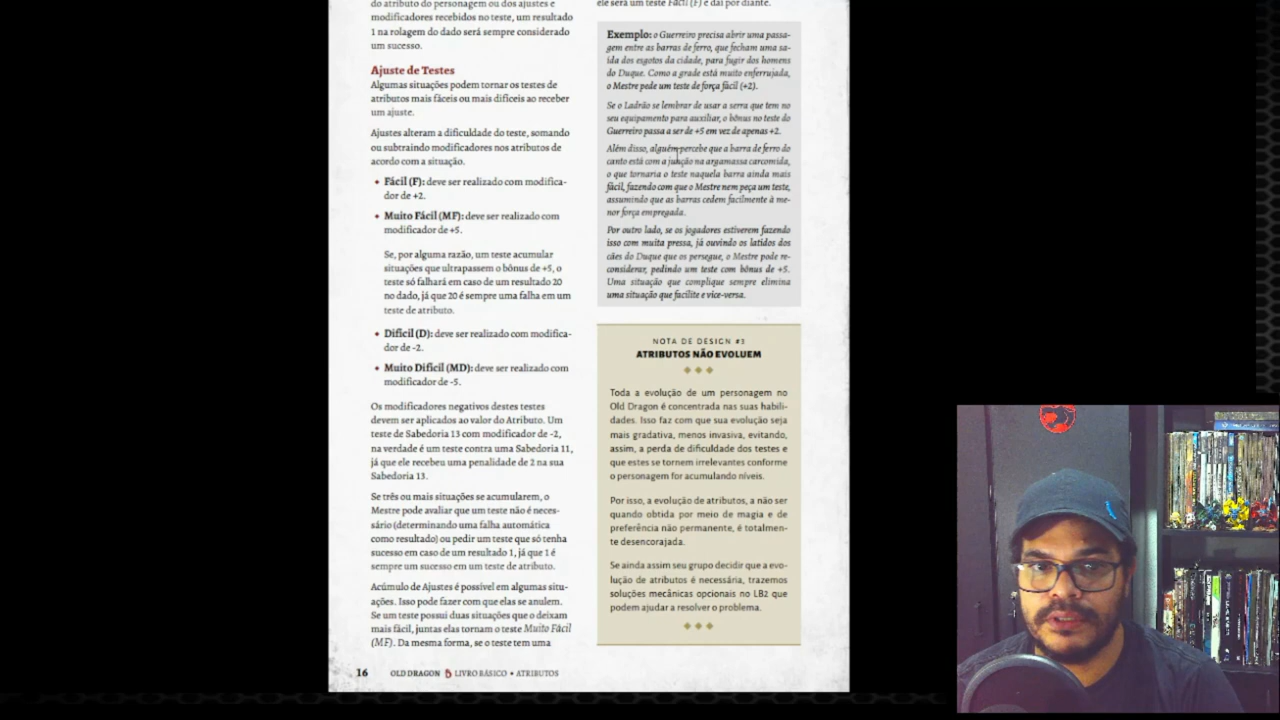 do atributo do personagem ou dos ajustes e
modificadores recebidos no teste, um resultado
1 na rolagem do dado será sempre considerado
um sucesso.
Ajuste de Testes
Algumas situações podem tornar os testes de
atributos mais fáceis ou mais difíceis ao receber
um ajuste.
Ajustes alteram a dificuldade do teste, somando
ou subtraindo modificadores nos atributos de
acordo com a situação.
• Fácil (F): deve ser realizado com modifica-
dor de +2.
• Muito Fácil (MF): deve ser realizado com
modificador de +5.
Se, por alguma razão, um teste acumular
situações que ultrapassem o bônus de +5, o
teste só falhará em caso de um resultado 20
no dado, já que 20 é sempre uma falha em um
teste de atributo.
• Difícil (D): deve ser realizado com modifica-
dor de -2.
• Muito Difícil (MD): deve ser realizado com
modificador de -5.
Os modificadores negativos destes testes
devem ser aplicados ao valor do Atributo. Um
teste de Sabedoria 13 com modificador de -2,
na verdade é um teste contra uma Sabedoria 11,
já que ele recebeu uma penalidade de 2 na sua
Sabedoria 13.
Se três ou mais situações se acumularem, o
Mestre pode avaliar que um teste não é neces-
sário (determinando uma falha automática
como resultado) ou pedir um teste que só tenha
sucesso em caso de um resultado 1, já que 1 é
sempre um sucesso em um teste de atributo.
Acúmulo de Ajustes é possível em algumas situ-
ações. Isso pode fazer com que elas se anulem.
Se um teste possui duas situações que o deixam
mais fácil, juntas elas tornam o teste Muito Fácil
(MF). Da mesma forma, se o teste tem uma
ele será um teste Fácil (F) e daí por diante.
Exemplo: o Guerreiro precisa abrir uma passa-
gem entre as barras de ferro, que fecham uma sa-
ída dos esgotos da cidade, para fugir dos homens
do Duque. Como a grade está muito enferrujada,
o Mestre pede um teste de força fácil (+2).
Se o Ladrão se lembrar de usar a serra que tem no
seu equipamento para auxiliar, o bônus no teste do
Guerreiro passa a ser de +5 em vez de apenas +2.
Além disso, alguém percebe que a barra de ferro do
canto está com a junção na argamassa carcomida,
o que tornaria o teste naquela barra ainda mais
fácil, fazendo com que o Mestre nem peça um teste,
assumindo que as barras cedem facilmente à me-
nor força empregada.
Por outro lado, se os jogadores estiverem fazendo
isso com muita pressa, já ouvindo os latidos dos
cães do Duque que os persegue, o Mestre pode re-
considerar, pedindo um teste com bônus de +5.
Uma situação que complique sempre elimina
uma situação que facilite e vice-versa.
NOTA DE DESIGN #3
ATRIBUTOS NÃO EVOLUEM
Toda a evolução de um personagem no
Old Dragon é concentrada nas suas habili-
dades. Isso faz com que sua evolução seja
mais gradativa, menos invasiva, evitando,
assim, a perda de dificuldade dos testes e
que estes se tornem irrelevantes conforme
o personagem for acumulando níveis.
Por isso, a evolução de atributos, a não ser
quando obtida por meio de magia e de
preferência não permanente, é totalmen-
te desencorajada.
Se ainda assim seu grupo decidir que a evo-
lução de atributos é necessária, trazemos
soluções mecânicas opcionais no LB2 que
podem ajudar a resolver o problema.
16 OLD DRAGON LIVRO BÁSICO • ATRIBUTOS